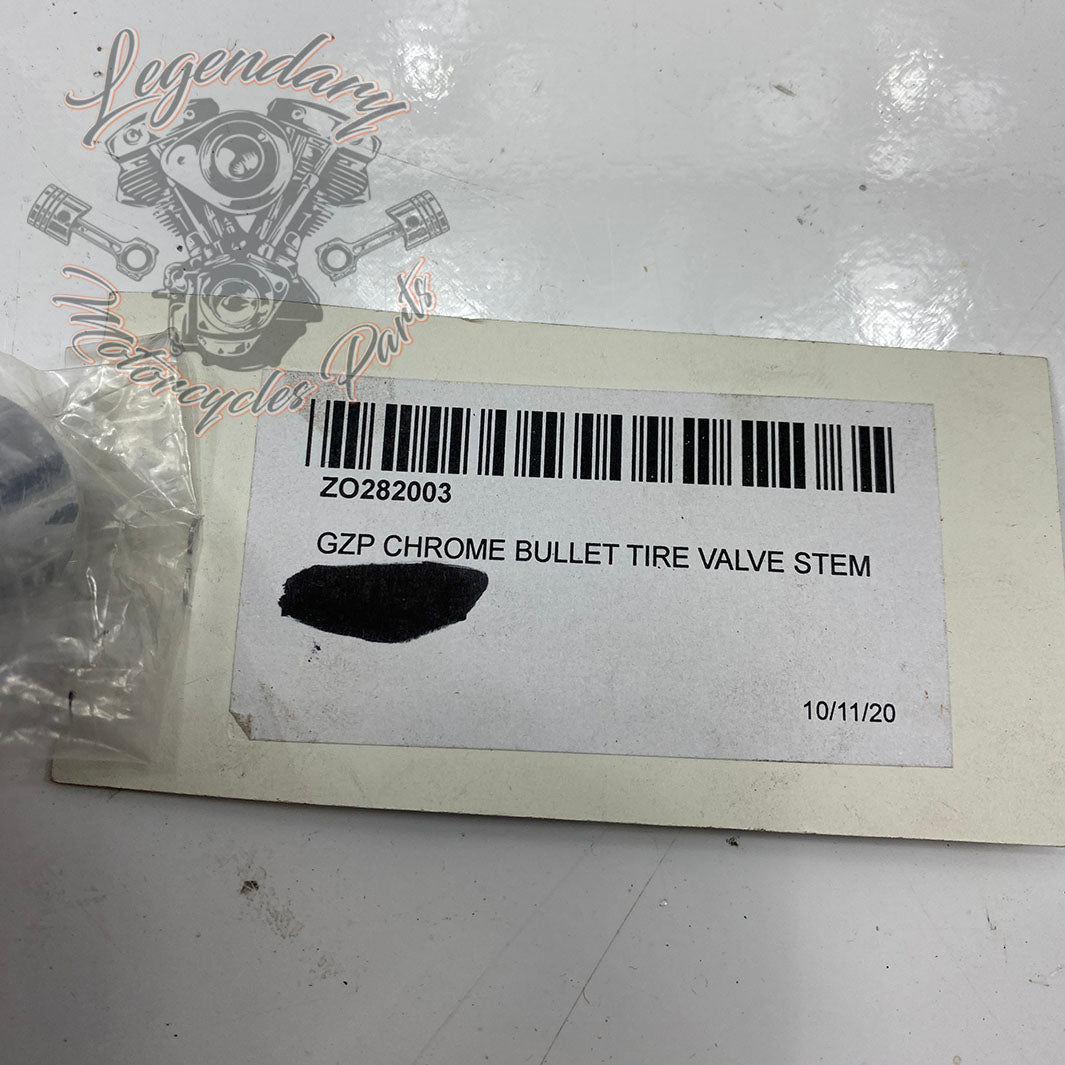 Legendary
Motorcycles Parts
ZO282003
GZP CHROME BULLET TIRE VALVE STEM
10/11/20